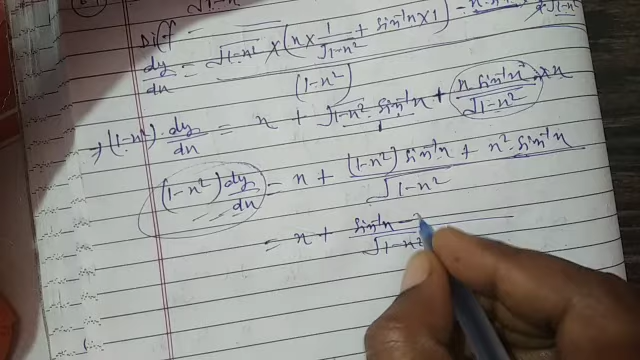 √1-x²
Diff
dy/dx = √1-x² × (x × 1/√1-x² + sin⁻¹x × 1) -
(1-x²)
→ (1-x²)·dy/dx = x + √1-x²·sin⁻¹x + (x sin⁻¹x/√1-x²) × x
(1-x²) dy/dx = x + ((1-x²) sin⁻¹x + x²·sin⁻¹x)/√1-x²
= x + (sin⁻¹x -)/√1-x²